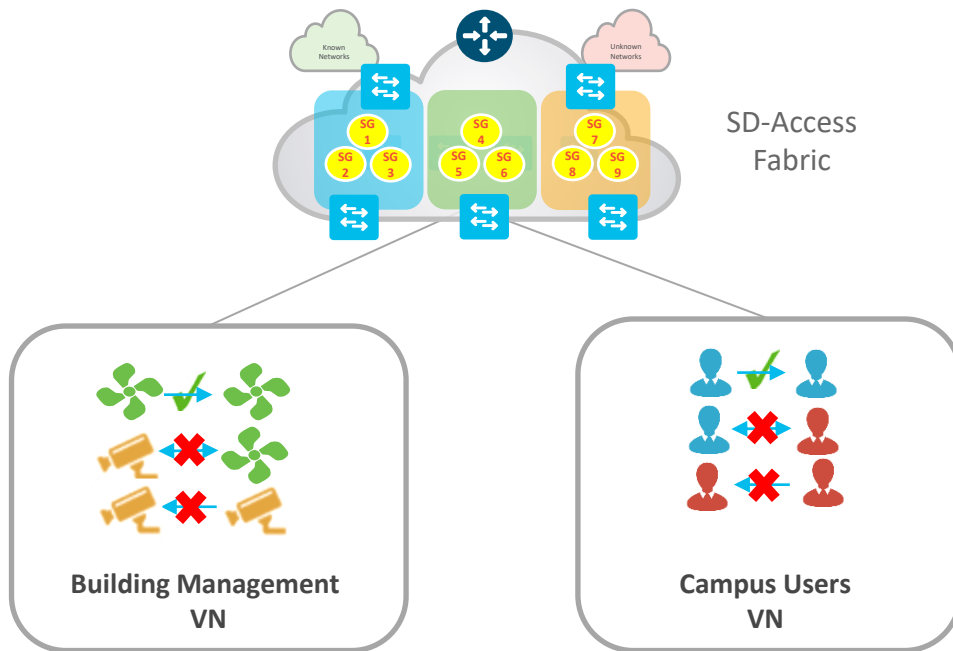 Known
Networks
Unknown
Networks
SG
1
SG
2
SG
3
SG
4
SG
5
SG
6
SG
7
SG
8
SG
9
SD-Access
Fabric
Building Management
VN
Campus Users
VN